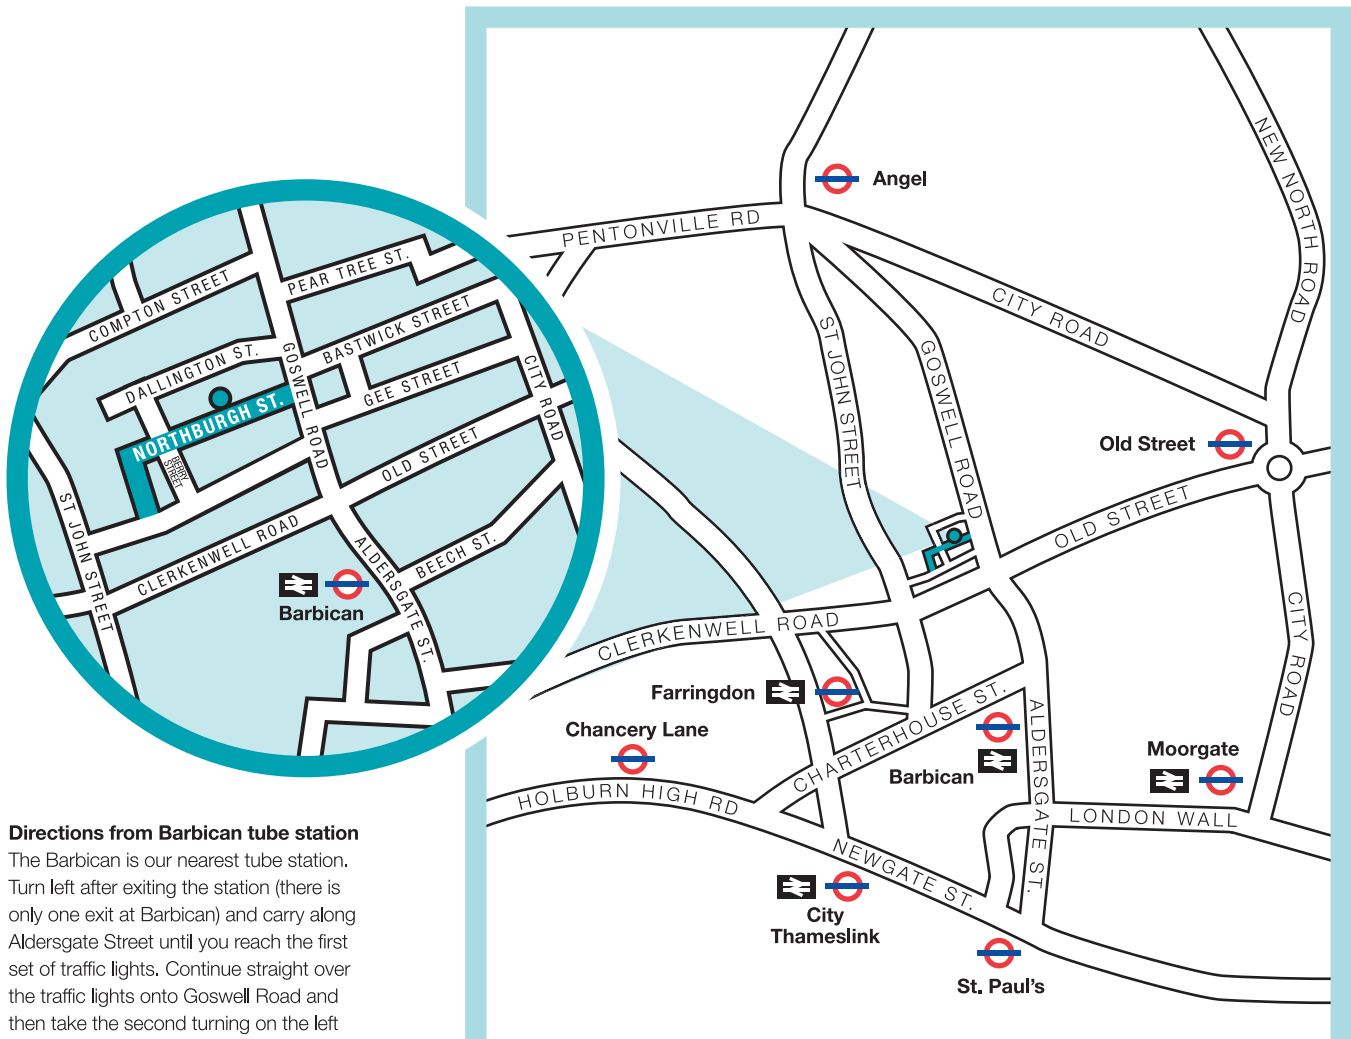 Angel
PENTONVILLE RD
NEW NORTH ROAD
CITY ROAD
ST JOHN STREET
GOSWELL ROAD
Old Street
OLD STREET
CITY ROAD
CLERKENWELL ROAD
Farringdon
Chancery Lane
CHARTERHOUSE ST.
Barbican
ALDERSGATE ST.
Moorgate
HOLBURN HIGH RD
LONDON WALL
NEWGATE ST.
City
Thameslink
St. Paul's
COMPTON STREET
PEAR TREE ST.
BASTWICK STREET
DALLINGTON ST.
GOSWELL ROAD
GEE STREET
CITY ROAD
NORTHBURGH ST.
BERRY
STREET
OLD STREET
ST JOHN STREET
CLERKENWELL ROAD
ALDERSGATE ST.
BEECH ST.
Barbican
Directions from Barbican tube station
The Barbican is our nearest tube station.
Turn left after exiting the station (there is
only one exit at Barbican) and carry along
Aldersgate Street until you reach the first
set of traffic lights. Continue straight over
the traffic lights onto Goswell Road and
then take the second turning on the left